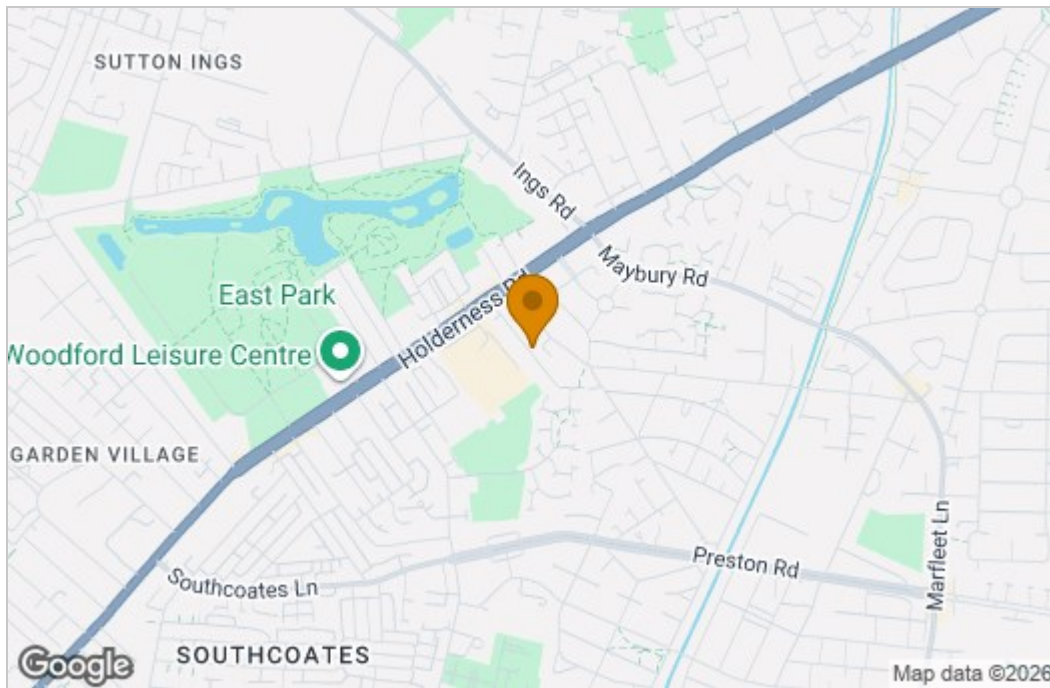 SUTTON INGS
Ings Rd
Maybury Rd
East Park
Holderness Rd
Woodford Leisure Centre
GARDEN VILLAGE
Southcoates Ln
Preston Rd
Marfleet Ln
SOUTHCOATES
Google
Map data ©2026